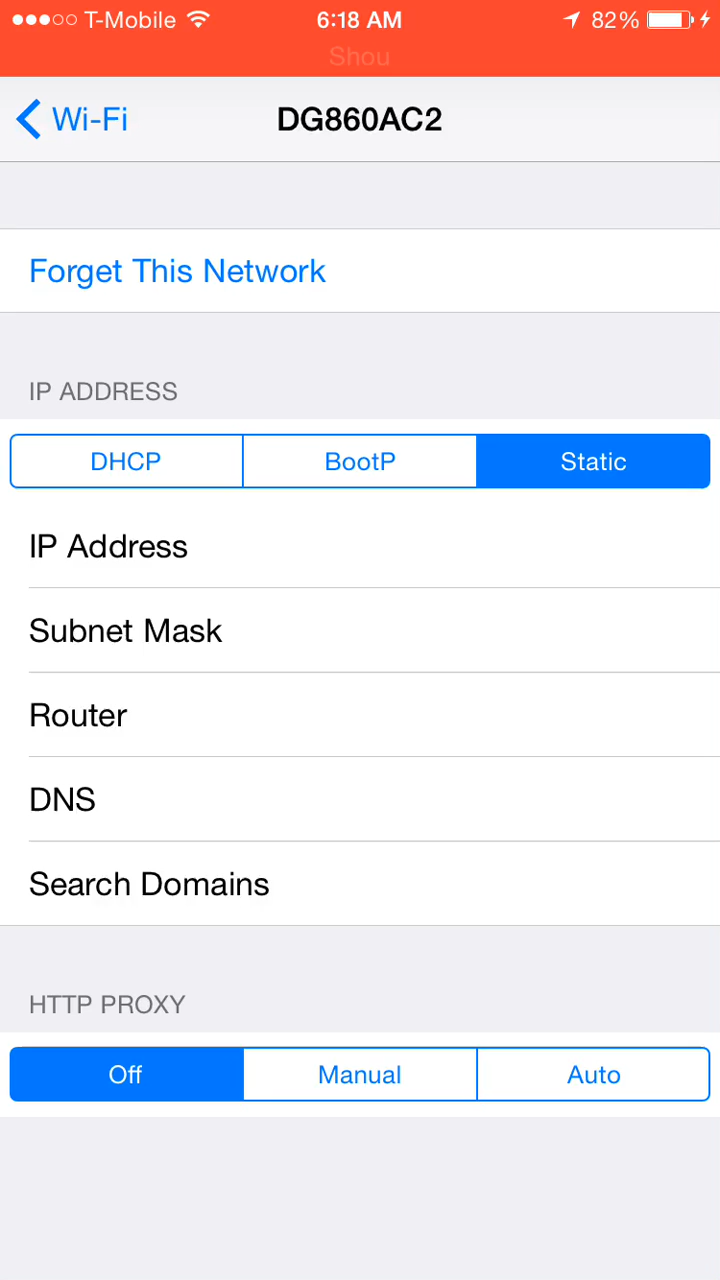 T-Mobile 6:18 AM 82%
Shou
Wi-Fi DG860AC2
Forget This Network
IP ADDRESS
DHCP BootP Static
IP Address
Subnet Mask
Router
DNS
Search Domains
HTTP PROXY
Off Manual Auto